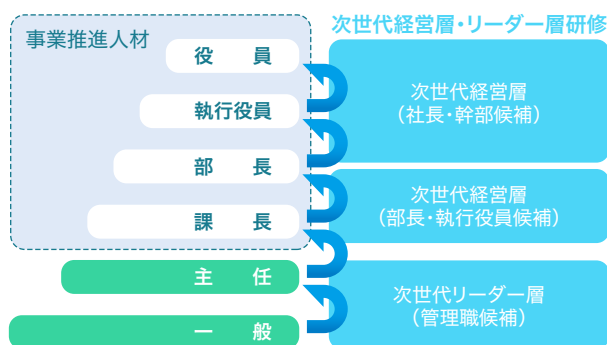 事業推進人材
役　員
執行役員
部　長
課　長
主　任
一　般
次世代経営層・リーダー層研修
次世代経営層
（社長・幹部候補）
次世代経営層
（部長・執行役員候補）
次世代リーダー層
（管理職候補）